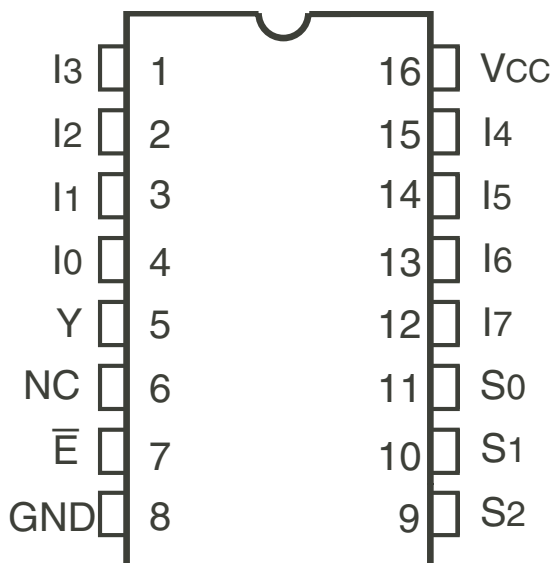 I3 1 16 VCC
I2 2 15 I4
I1 3 14 I5
I0 4 13 I6
Y 5 12 I7
NC 6 11 S0
E̅ 7 10 S1
GND 8 9 S2